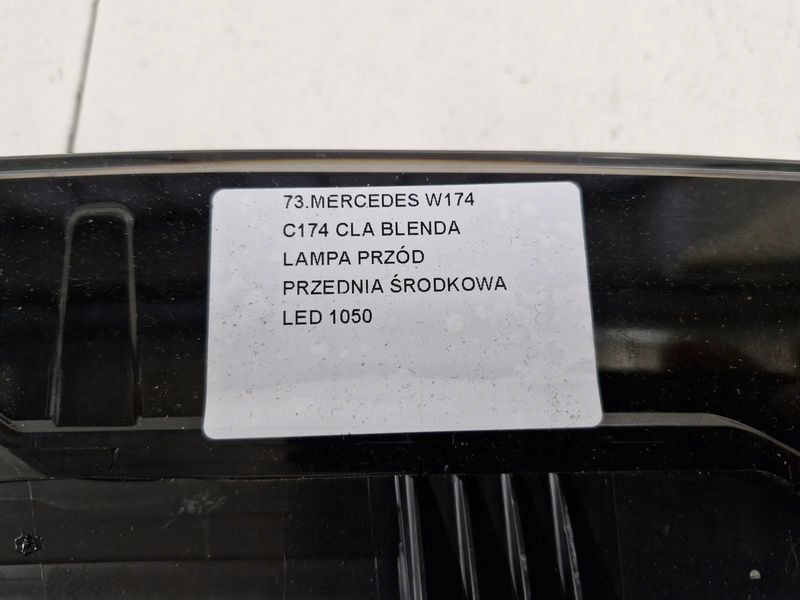 73.MERCEDES W174
C174 CLA BLENDA
LAMPA PRZÓD
PRZEDNIA ŚRODKOWA
LED 1050